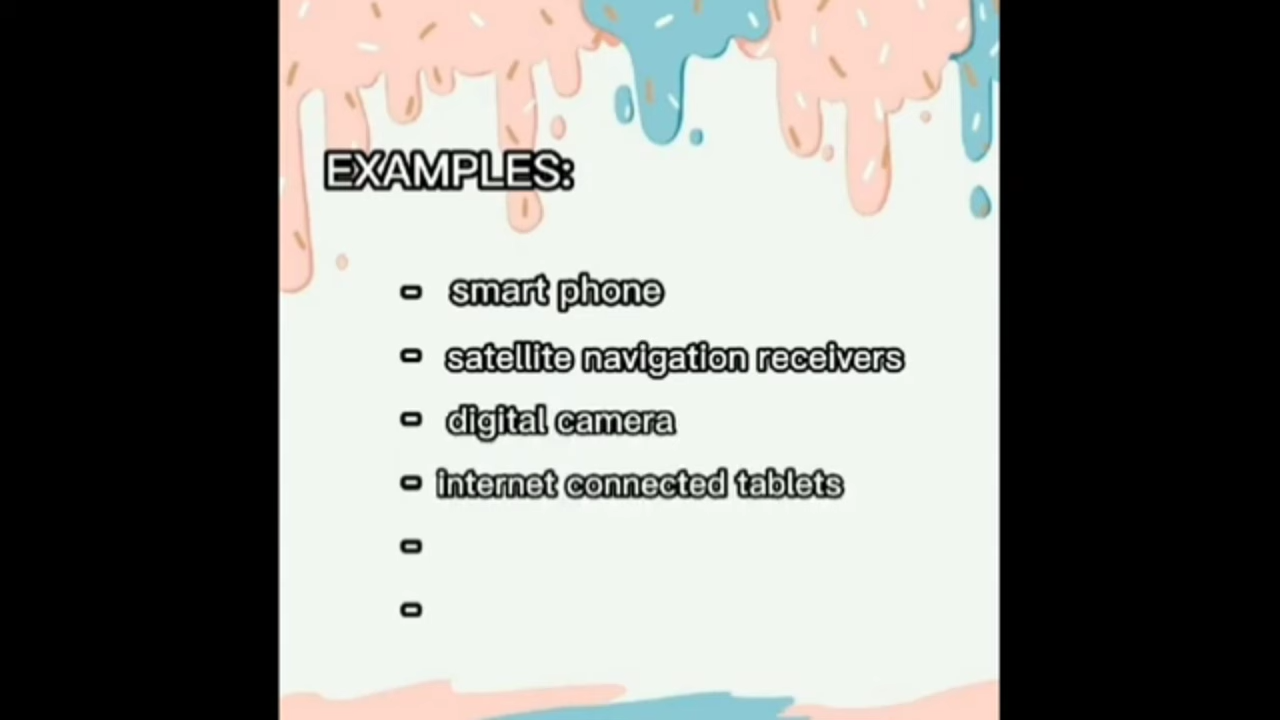 EXAMPLES:
- smart phone
- satellite navigation receivers
- digital camera
- internet connected tablets
-
-